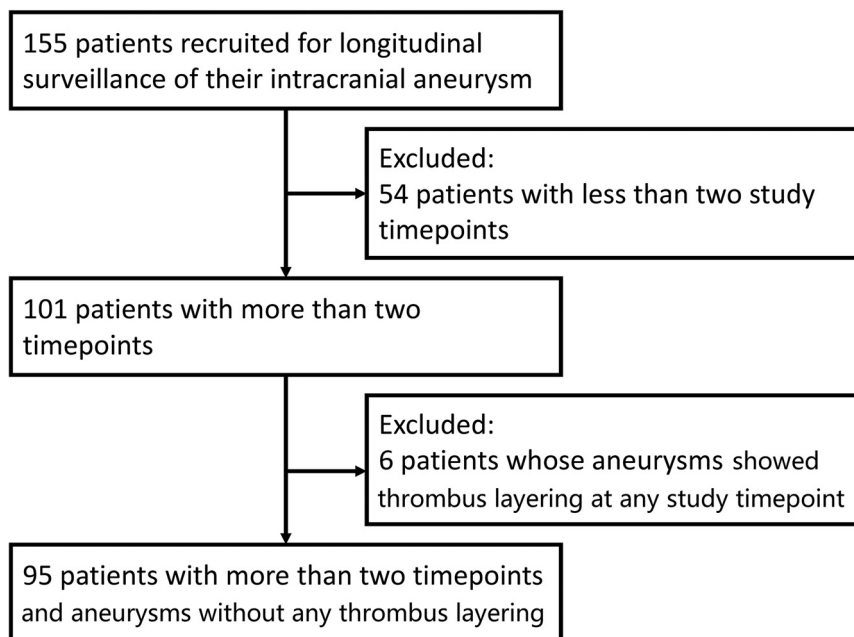 155 patients recruited for longitudinal
surveillance of their intracranial aneurysm
Excluded:
54 patients with less than two study
timepoints
101 patients with more than two
timepoints
Excluded:
6 patients whose aneurysms showed
thrombus layering at any study timepoint
95 patients with more than two timepoints
and aneurysms without any thrombus layering